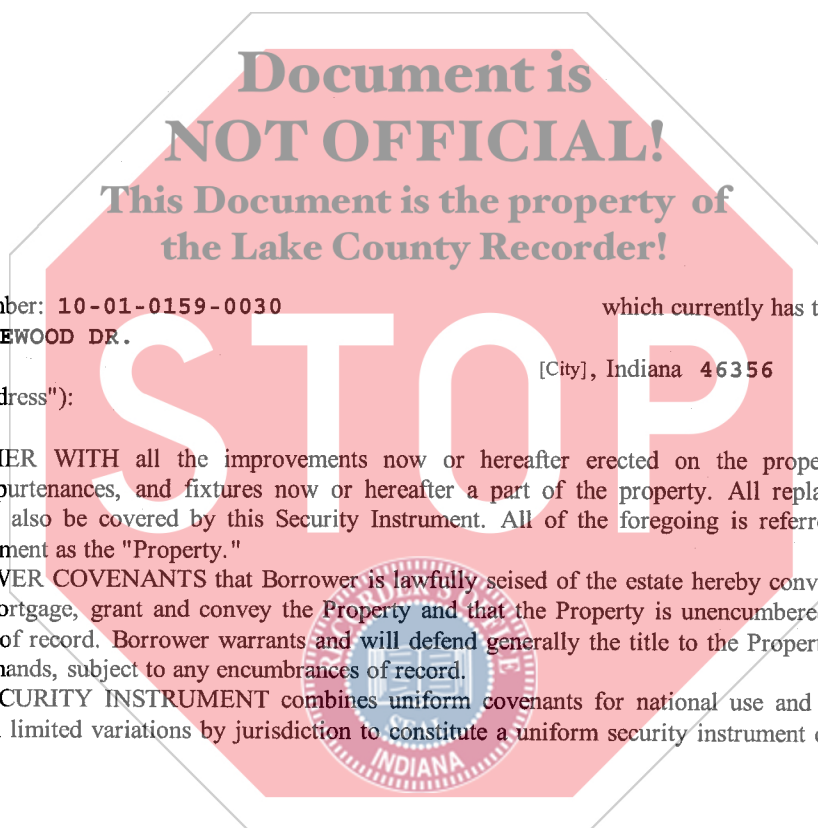 Document is
NOT OFFICIAL!
This Document is the property of
the Lake County Recorder!
nber: 10-01-0159-0030 which currently has t
EWOOD DR.
[City], Indiana 46356
dress"):
STOP
IER WITH all the improvements now or hereafter erected on the prope
purtenances, and fixtures now or hereafter a part of the property. All repla
also be covered by this Security Instrument. All of the foregoing is referr
ment as the "Property."
VER COVENANTS that Borrower is lawfully seised of the estate hereby conv
ortgage, grant and convey the Property and that the Property is unencumbere
of record. Borrower warrants and will defend generally the title to the Propert
nands, subject to any encumbrances of record.
CURITY INSTRUMENT combines uniform covenants for national use and
limited variations by jurisdiction to constitute a uniform security instrument
RECORDER'S OFFICE
SEAL
INDIANA